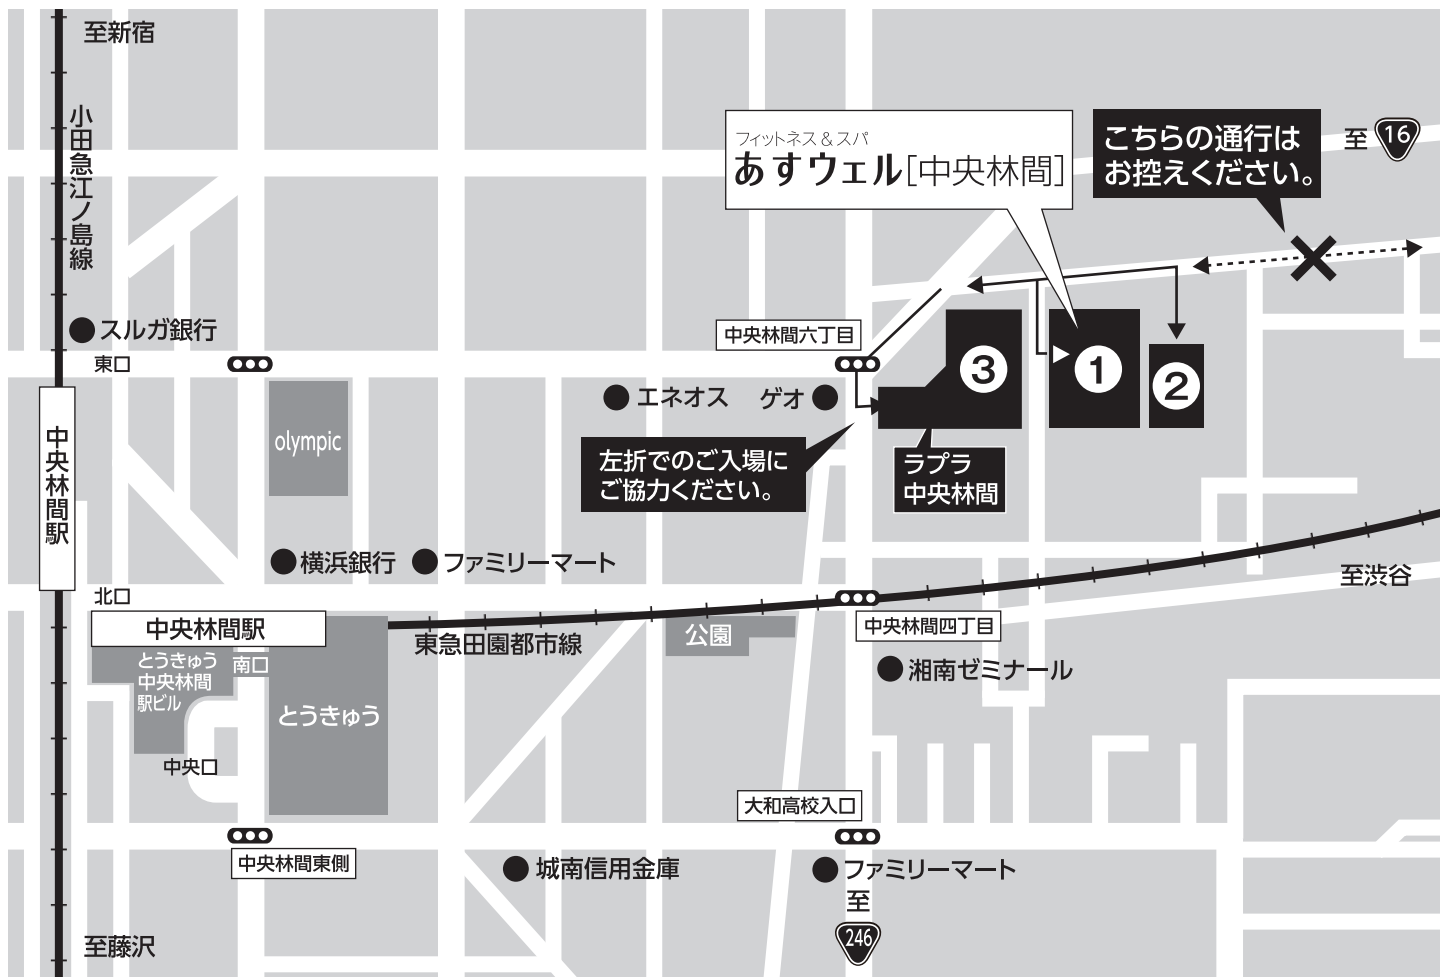 至新宿
小田急江ノ島線
フィットネス＆スパ
あすウェル[中央林間]
こちらの通行は
お控えください。
至 16
スルガ銀行
東口
中央林間六丁目
エネオス
ゲオ
3
1
2
olympic
中央林間駅
左折でのご入場に
ご協力ください。
ラプラ
中央林間
横浜銀行
ファミリーマート
至渋谷
北口
中央林間駅
東急田園都市線
公園
中央林間四丁目
とうきゅう
中央林間
駅ビル
南口
湘南ゼミナール
とうきゅう
中央口
大和高校入口
中央林間東側
城南信用金庫
ファミリーマート
至
246
至藤沢